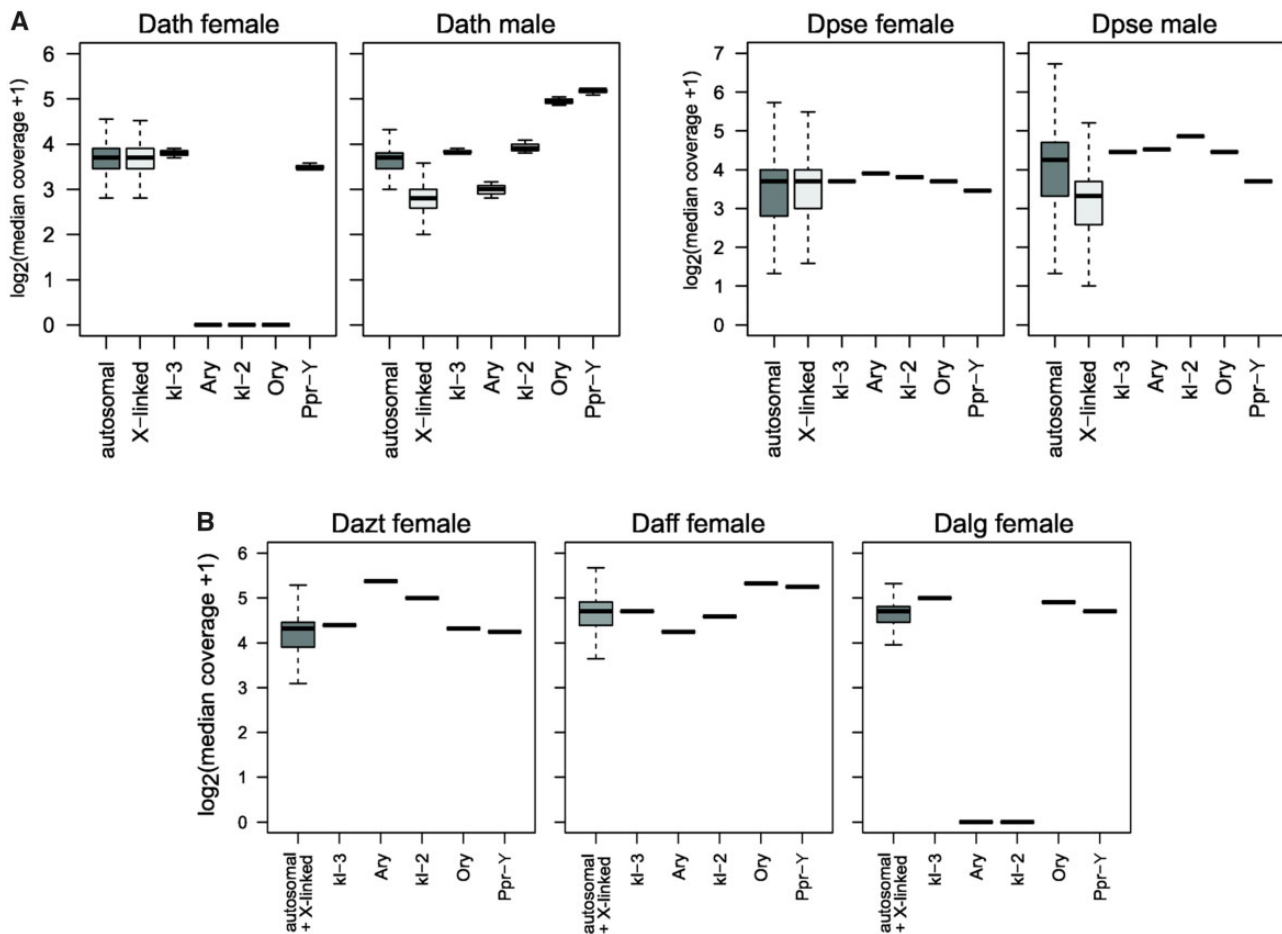 A
Dath female
Dath male
Dpse female
Dpse male
log2(median coverage +1)
6
5
4
3
2
1
0
autosomal
X−linked
kl−3
Ary
kl−2
Ory
Ppr−Y
autosomal
X−linked
kl−3
Ary
kl−2
Ory
Ppr−Y
log2(median coverage +1)
7
6
5
4
3
2
1
0
autosomal
X−linked
kl−3
Ary
kl−2
Ory
Ppr−Y
autosomal
X−linked
kl−3
Ary
kl−2
Ory
Ppr−Y
B
Dazt female
Daff female
Dalg female
log2(median coverage +1)
6
5
4
3
2
1
0
autosomal
+ X−linked
kl−3
Ary
kl−2
Ory
Ppr−Y
autosomal
+ X−linked
kl−3
Ary
kl−2
Ory
Ppr−Y
autosomal
+ X−linked
kl−3
Ary
kl−2
Ory
Ppr−Y